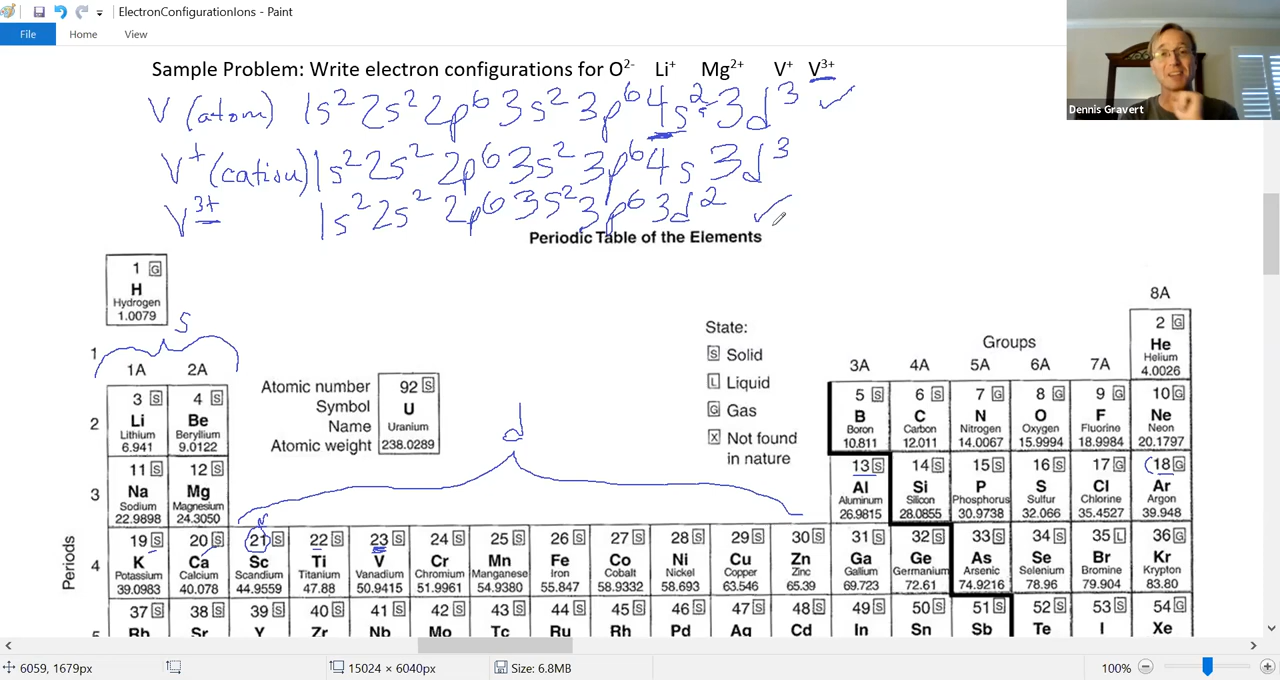 ElectronConfigurationIons - Paint
File Home View
Sample Problem: Write electron configurations for O²⁻ Li⁺ Mg²⁺ V⁺ V³⁺
V (atom) 1s² 2s² 2p⁶ 3s² 3p⁶ 4s² 3d³
V⁺ (cation) 1s² 2s² 2p⁶ 3s² 3p⁶ 4s 3d³
V³⁺ 1s² 2s² 2p⁶ 3s² 3p⁶ 3d²
Dennis Gravert
Periodic Table of the Elements
1 G
H
Hydrogen
1.0079
s
8A
1
1A 2A
State:
S Solid
L Liquid
G Gas
X Not found
in nature
Groups
3A 4A 5A 6A 7A
2 G
He
Helium
4.0026
Atomic number 92 S
Symbol U
Name Uranium
Atomic weight 238.0289
d
2
3 S 4 S 5 S 6 S 7 G 8 G 9 G 10 G
Li Be B C N O F Ne
Lithium Beryllium Boron Carbon Nitrogen Oxygen Fluorine Neon
6.941 9.0122 10.811 12.011 14.0067 15.9994 18.9984 20.1797
3
11 S 12 S 13 S 14 S 15 S 16 S 17 G 18 G
Na Mg Al Si P S Cl Ar
Sodium Magnesium Aluminum Silicon Phosphorus Sulfur Chlorine Argon
22.9898 24.3050 26.9815 28.0855 30.9738 32.066 35.4527 39.948
Periods
4
19 S 20 S 21 S 22 S 23 S 24 S 25 S 26 S 27 S 28 S 29 S 30 S 31 S 32 S 33 S 34 S 35 L 36 G
K Ca Sc Ti V Cr Mn Fe Co Ni Cu Zn Ga Ge As Se Br Kr
Potassium Calcium Scandium Titanium Vanadium Chromium Manganese Iron Cobalt Nickel Copper Zinc Gallium Germanium Arsenic Selenium Bromine Krypton
39.0983 40.078 44.9559 47.88 50.9415 51.9961 54.9380 55.847 58.9332 58.693 63.546 65.39 69.723 72.61 74.9216 78.96 79.904 83.80
37 S 38 S 39 S 40 S 41 S 42 S 43 S 44 S 45 S 46 S 47 S 48 S 49 S 50 S 51 S 52 S 53 S 54 G
Rb Sr Y Zr Nb Mo Tc Ru Rh Pd Ag Cd In Sn Sb Te I Xe
6059, 1679px 15024 × 6040px Size: 6.8MB 100%